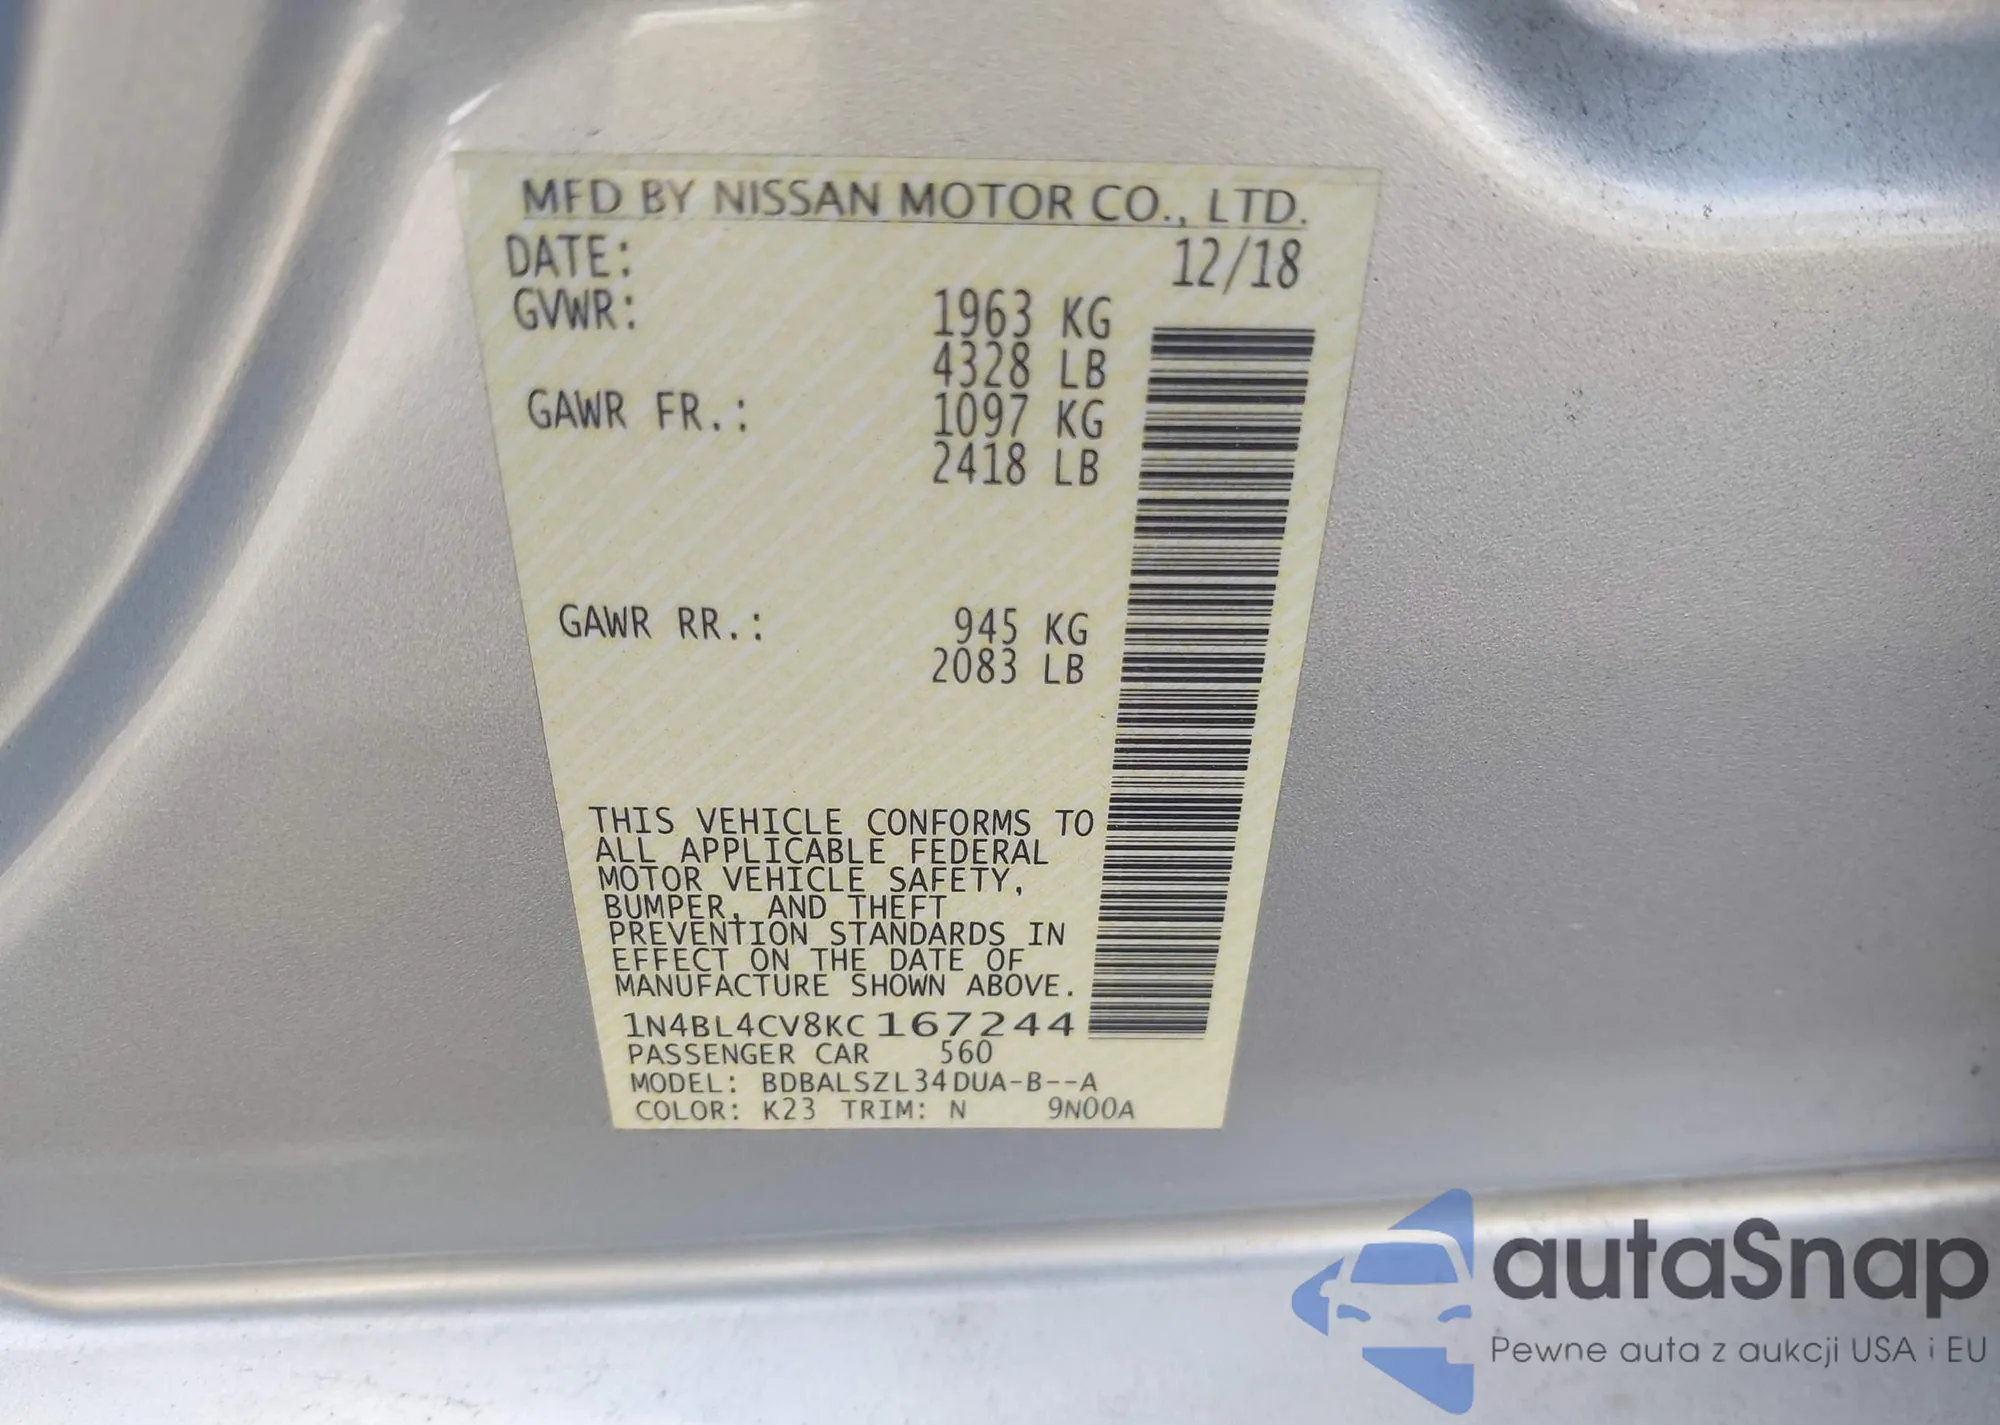 MFD BY NISSAN MOTOR CO., LTD.
DATE: 12/18
GVWR: 1963 KG
4328 LB
GAWR FR.: 1097 KG
2418 LB
GAWR RR.: 945 KG
2083 LB
THIS VEHICLE CONFORMS TO
ALL APPLICABLE FEDERAL
MOTOR VEHICLE SAFETY,
BUMPER, AND THEFT
PREVENTION STANDARDS IN
EFFECT ON THE DATE OF
MANUFACTURE SHOWN ABOVE.
1N4BL4CV8KC167244
PASSENGER CAR 560
MODEL: BDBALSZL34DUA-B--A
COLOR: K23 TRIM: N 9N00A
autaSnap
Pewne auta z aukcji USA i EU